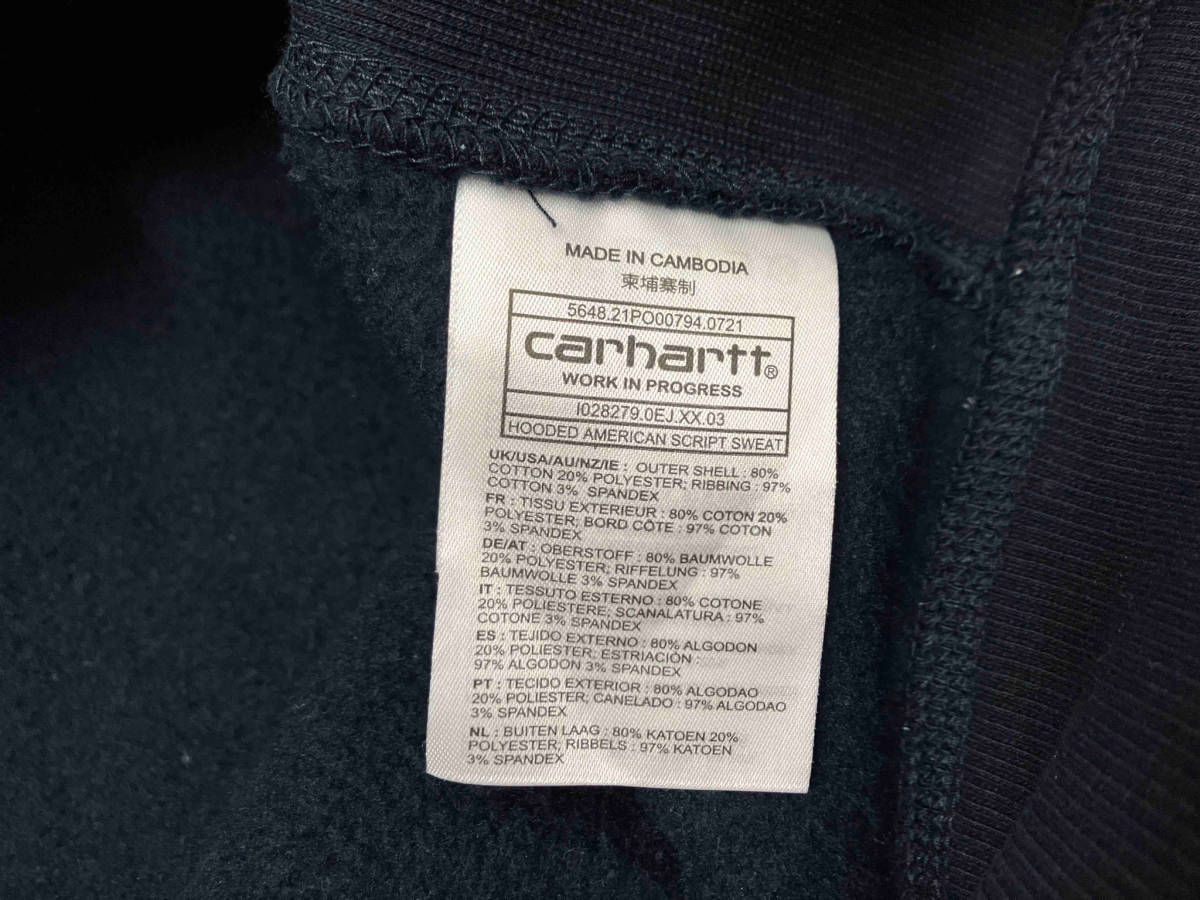 MADE IN CAMBODIA
柬埔寨制
5648.21PO00794.0721
carhartt®
WORK IN PROGRESS
I028279.0EJ.XX.03
HOODED AMERICAN SCRIPT SWEAT
UK/USA/AU/NZ/IE : OUTER SHELL : 80%
COTTON 20% POLYESTER; RIBBING : 97%
COTTON 3% SPANDEX
FR : TISSU EXTERIEUR : 80% COTON 20%
POLYESTER; BORD CÔTE : 97% COTON
3% SPANDEX
DE/AT : OBERSTOFF : 80% BAUMWOLLE
20% POLYESTER; RIFFELUNG : 97%
BAUMWOLLE 3% SPANDEX
IT : TESSUTO ESTERNO : 80% COTONE
20% POLIESTERE; SCANALATURA : 97%
COTONE 3% SPANDEX
ES : TEJIDO EXTERNO : 80% ALGODON
20% POLIESTER; ESTRIACIÓN :
97% ALGODON 3% SPANDEX
PT : TECIDO EXTERIOR : 80% ALGODAO
20% POLIESTER; CANELADO : 97% ALGODAO
3% SPANDEX
NL : BUITEN LAAG : 80% KATOEN 20%
POLYESTER; RIBBELS : 97% KATOEN
3% SPANDEX